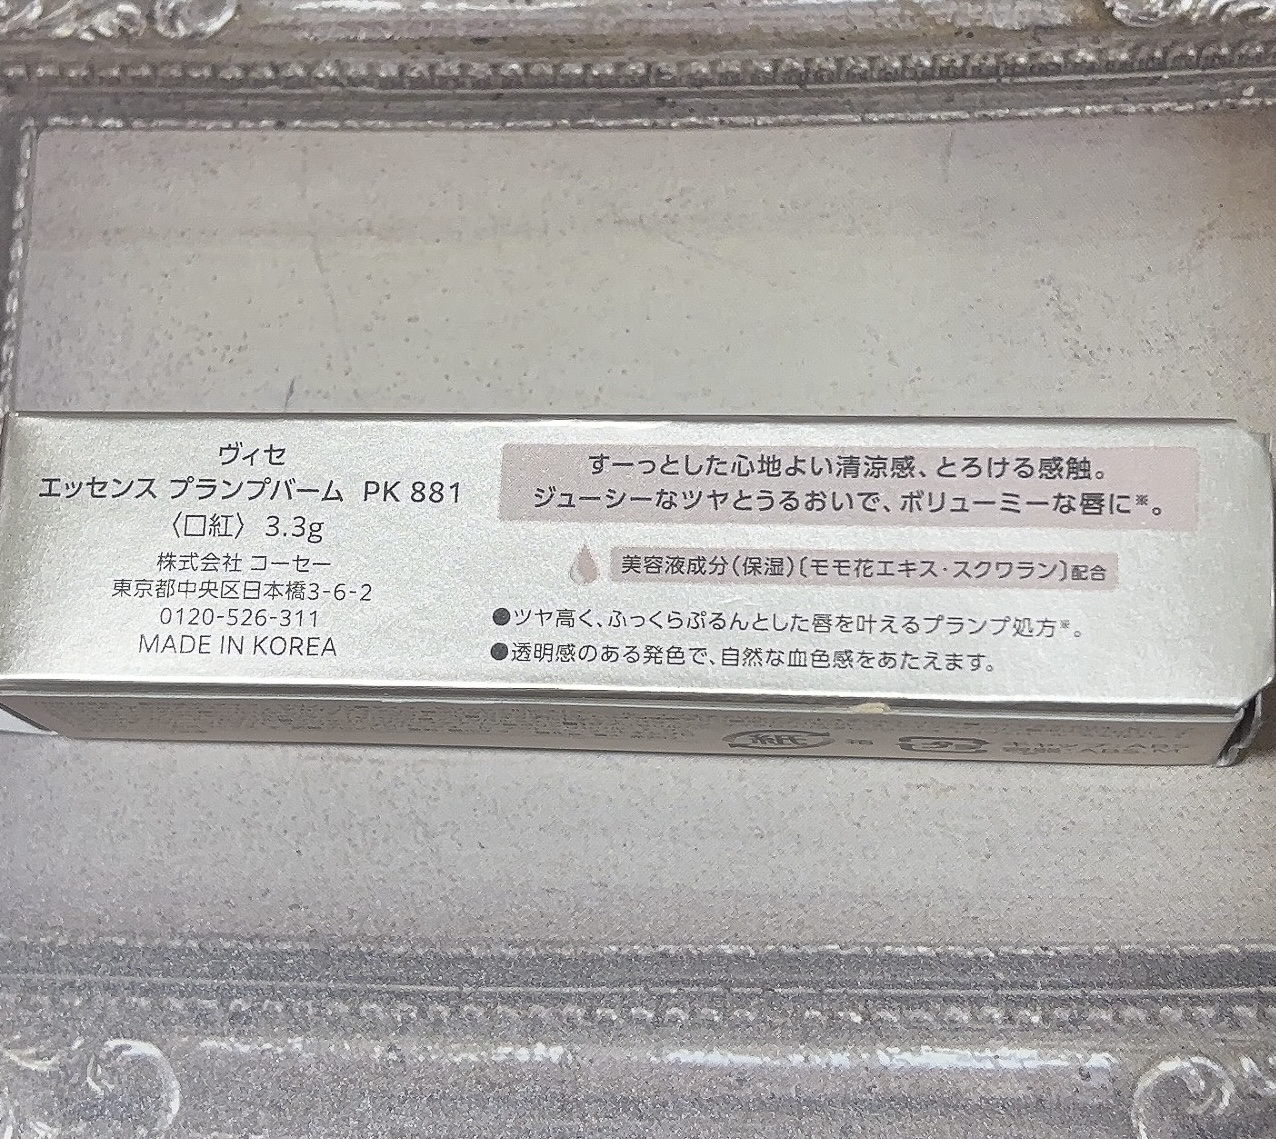 ヴィセ
エッセンス プランプバーム PK 881
〈口紅〉 3.3g
株式会社 コーセー
東京都中央区日本橋3-6-2
0120-526-311
MADE IN KOREA
すーっとした心地よい清涼感、とろける感触。
ジューシーなツヤとうるおいで、ボリューミーな唇に※。
美容液成分(保湿)〔モモ花エキス・スクワラン〕配合
●ツヤ高く、ふっくらぷるんとした唇を叶えるプランプ処方※。
●透明感のある発色で、自然な血色感をあたえます。
紙